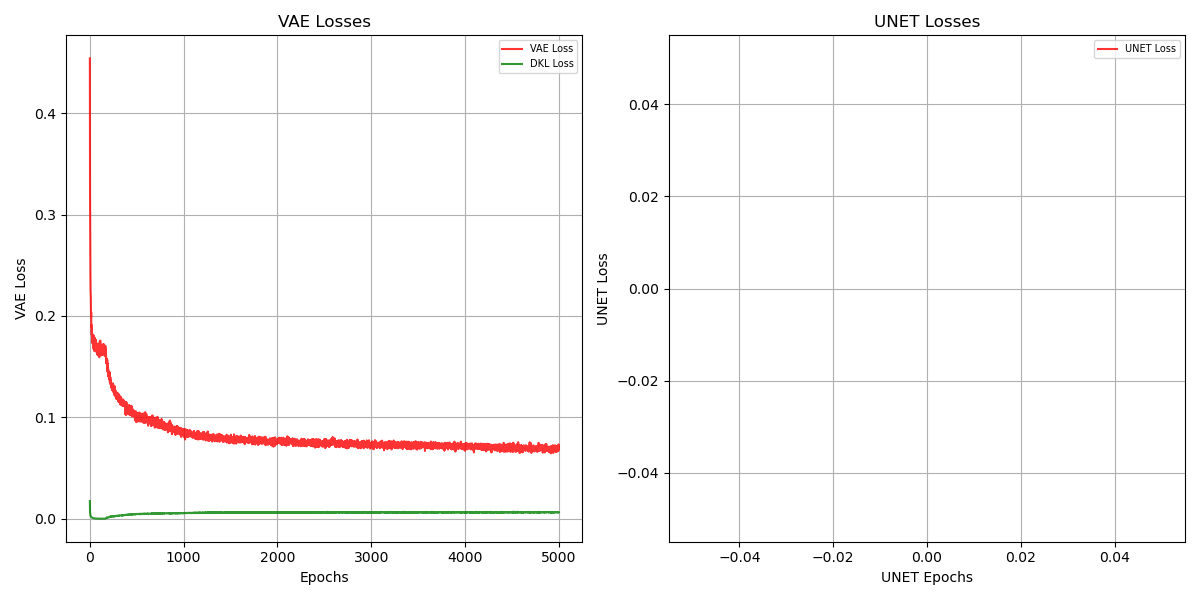 VAE Losses
VAE Loss
DKL Loss
0.4
0.3
0.2
0.1
0.0
VAE Loss
0 1000 2000 3000 4000 5000
Epochs
UNET Losses
UNET Loss
0.04
0.02
0.00
−0.02
−0.04
UNET Loss
−0.04 −0.02 0.00 0.02 0.04
UNET Epochs